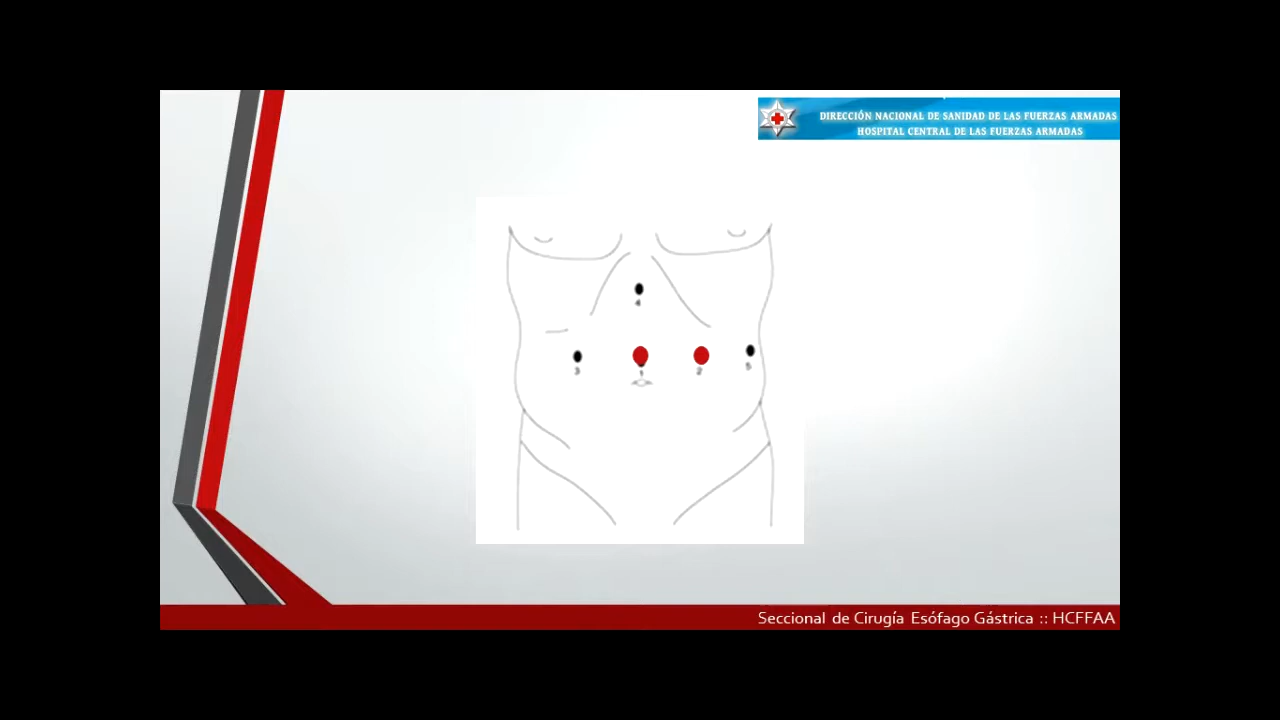 DIRECCIÓN NACIONAL DE SANIDAD DE LAS FUERZAS ARMADAS
HOSPITAL CENTRAL DE LAS FUERZAS ARMADAS
4
3 1 2 5
Seccional de Cirugía Esófago Gástrica :: HCFFAA